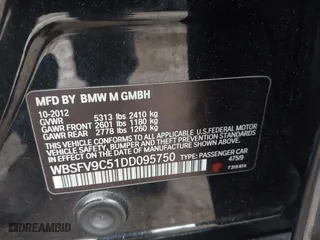 MFD BY BMW M GMBH
10-2012
GVWR 5313 lbs 2410 kg
GAWR FRONT 2601 lbs 1180 kg
GAWR REAR 2778 lbs 1260 kg
THIS VEHICLE CONFORMS TO ALL APPLICABLE U.S. FEDERAL MOTOR
VEHICLE SAFETY, BUMPER, AND THEFT PREVENTION STANDARDS
IN EFFECT ON THE DATE OF MANUFACTURE SHOWN ABOVE.
WBSFV9C51DD095750 TYPE: PASSENGER CAR
475/9
© DREAMBID